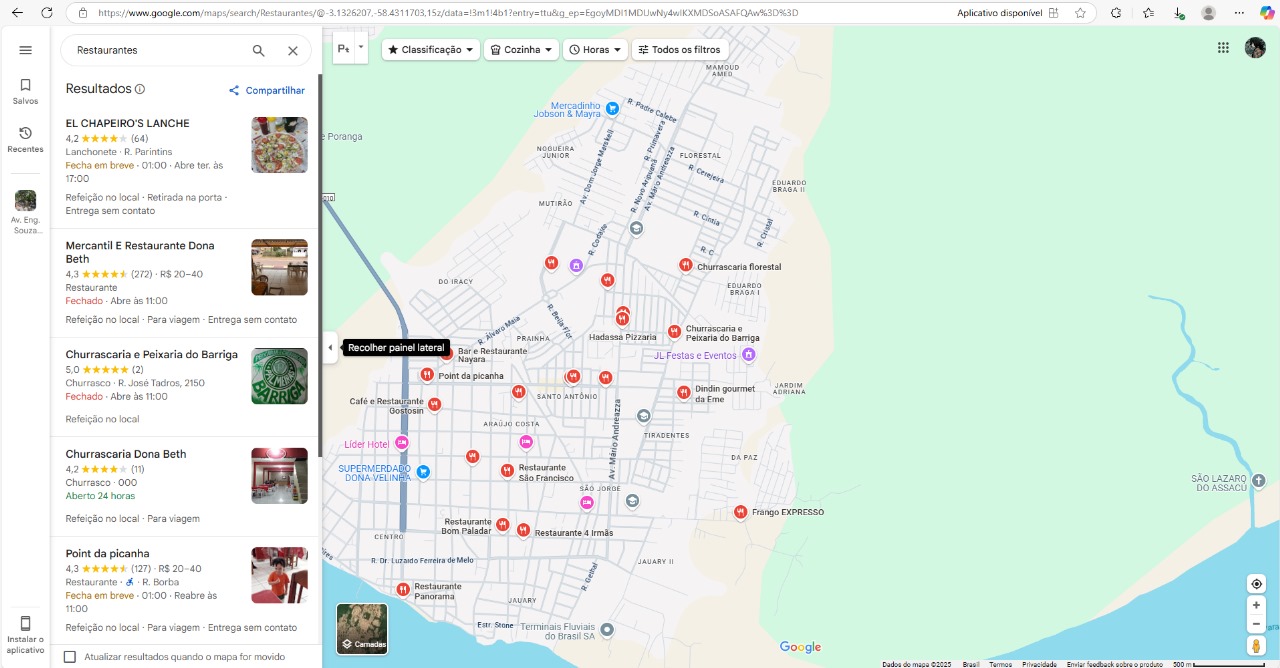 https://www.google.com/maps/search/Restaurantes/@-3.1326207,-58.4311703,15z/data=!3m1!4b1?entry=ttu&g_ep=EgoyMDI1MDUwNy4wIKXMDSoASAFQAw%3D%3D
Aplicativo disponível
Restaurantes
Salvos
Recentes
Av. Eng.
Souza...
Instalar o
aplicativo
Resultados
Compartilhar
EL CHAPEIRO'S LANCHE
4,2 (64)
Lanchonete · R. Parintins
Fecha em breve · 01:00 · Abre ter. às
17:00
Refeição no local · Retirada na porta ·
Entrega sem contato
Mercantil E Restaurante Dona
Beth
4,3 (272) · R$ 20–40
Restaurante
Fechado · Abre às 11:00
Refeição no local · Para viagem · Entrega sem contato
Churrascaria e Peixaria do Barriga
5,0 (2)
Churrasco · R. José Tadros, 2150
Fechado · Abre às 11:00
Refeição no local
BARRIGA
Churrascaria Dona Beth
4,2 (11)
Churrasco · 000
Aberto 24 horas
Refeição no local · Para viagem
Point da picanha
4,3 (127) · R$ 20–40
Restaurante · R. Borba
Fecha em breve · 01:00 · Reabre às
11:00
Refeição no local · Para viagem · Entrega sem contato
Atualizar resultados quando o mapa for movido
Classificação
Cozinha
Horas
Todos os filtros
MAMOUD
AMED
Mercadinho
Jobson & Mayra
R. Padre Calebe
e Poranga
NOGUEIRA
JUNIOR
Av. Dom Jorge Marskell
R. Primavera
R. Novo Aripuanã
Av. Mário Andreazza
FLORESTAL
R. Cerejeira
EDUARDO
BRAGA II
MUTIRÃO
R. Cíntia
R. Cristal
010
R. Codajás
R. C
Churrascaria florestal
DO IRACY
EDUARDO
BRAGA I
R. Beija Flor
R. Álvaro Maia
PRAINHA
Hadassa Pizzaria
Churrascaria e
Peixaria do Barriga
Recolher painel lateral
Bar e Restaurante
Nayara
JL Festas e Eventos
Point da picanha
Café e Restaurante
Gostosin
SANTO ANTÔNIO
Dindin gourmet
da Eme
JARDIM
ADRIANA
ARAÚJO COSTA
Av. Mário Andreazza
Líder Hotel
TIRADENTES
DA PAZ
SUPERMERDADO
DONA VELINHA
Restaurante
São Francisco
SÃO LAZARO
DO ASSACÚ
SÃO JORGE
Frango EXPRESSO
Restaurante
Bom Paladar
Restaurante 4 irmãs
CENTRO
R. Dr. Luzardo Ferreira de Melo
JAUARY II
R. Gethal
Restaurante
Panorama
JAUARY
Estr. Stone
Terminais Fluviais
do Brasil SA
Camadas
Google
Dados do mapa ©2025 Brasil Termos Privacidade Enviar feedback sobre o produto 500 m